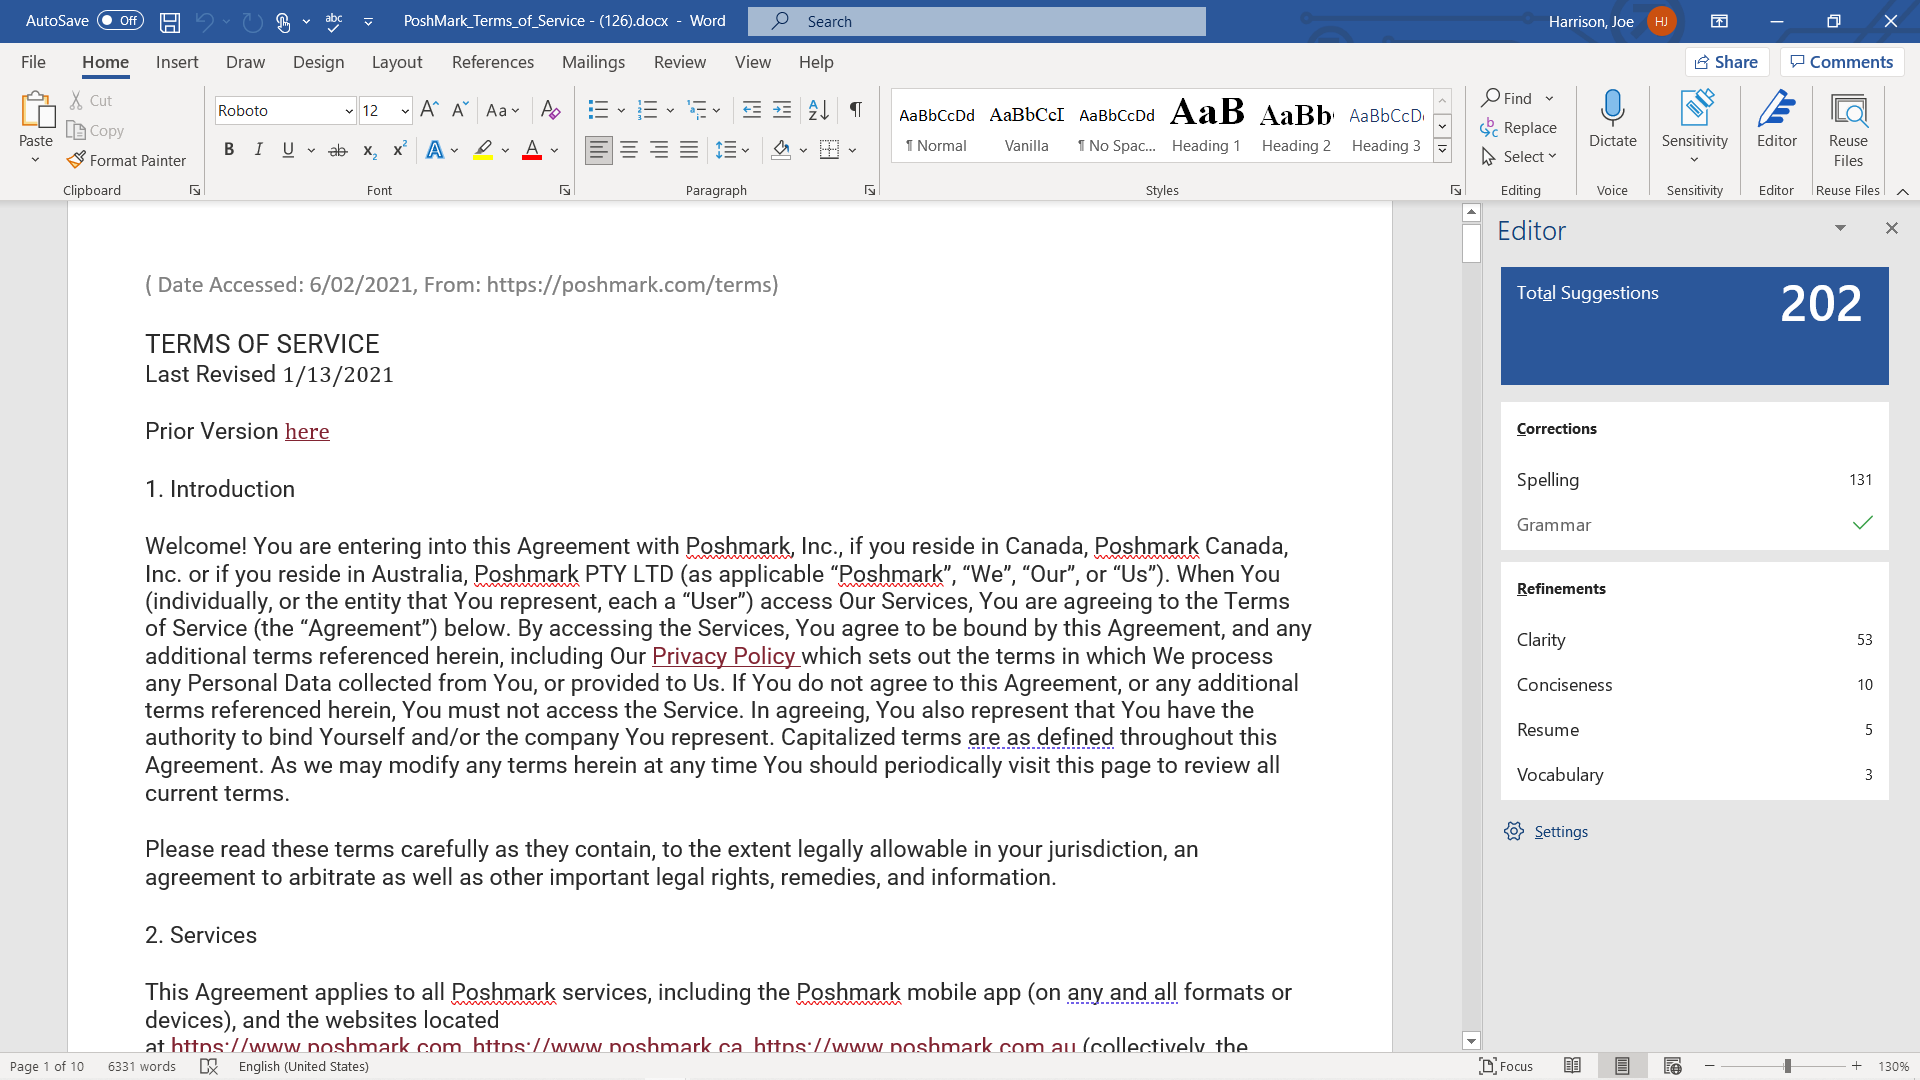 AutoSave Off PoshMark_Terms_of_Service - (126).docx - Word Search Harrison, Joe HJ
File Home Insert Draw Design Layout References Mailings Review View Help Share Comments
Paste
Cut
Copy
Format Painter
Clipboard
Roboto 12
Font
Paragraph
AaBbCcDd AaBbCcI AaBbCcDd AaB AaBb AaBbCcD
¶ Normal Vanilla ¶ No Spac... Heading 1 Heading 2 Heading 3
Styles
Find
Replace
Select
Editing
Dictate
Voice
Sensitivity
Sensitivity
Editor
Editor
Reuse Files
Reuse Files
( Date Accessed: 6/02/2021, From: https://poshmark.com/terms)
TERMS OF SERVICE
Last Revised 1/13/2021
Prior Version here
1. Introduction
Welcome! You are entering into this Agreement with Poshmark, Inc., if you reside in Canada, Poshmark Canada,
Inc. or if you reside in Australia, Poshmark PTY LTD (as applicable “Poshmark”, “We”, “Our”, or “Us”). When You
(individually, or the entity that You represent, each a “User”) access Our Services, You are agreeing to the Terms
of Service (the “Agreement”) below. By accessing the Services, You agree to be bound by this Agreement, and any
additional terms referenced herein, including Our Privacy Policy which sets out the terms in which We process
any Personal Data collected from You, or provided to Us. If You do not agree to this Agreement, or any additional
terms referenced herein, You must not access the Service. In agreeing, You also represent that You have the
authority to bind Yourself and/or the company You represent. Capitalized terms are as defined throughout this
Agreement. As we may modify any terms herein at any time You should periodically visit this page to review all
current terms.
Please read these terms carefully as they contain, to the extent legally allowable in your jurisdiction, an
agreement to arbitrate as well as other important legal rights, remedies, and information.
2. Services
This Agreement applies to all Poshmark services, including the Poshmark mobile app (on any and all formats or
devices), and the websites located
at https://www.poshmark.com, https://www.poshmark.ca, https://www.poshmark.com.au (collectively, the
Editor
Total Suggestions 202
Corrections
Spelling 131
Grammar
Refinements
Clarity 53
Conciseness 10
Resume 5
Vocabulary 3
Settings
Page 1 of 10 6331 words English (United States) Focus 130%